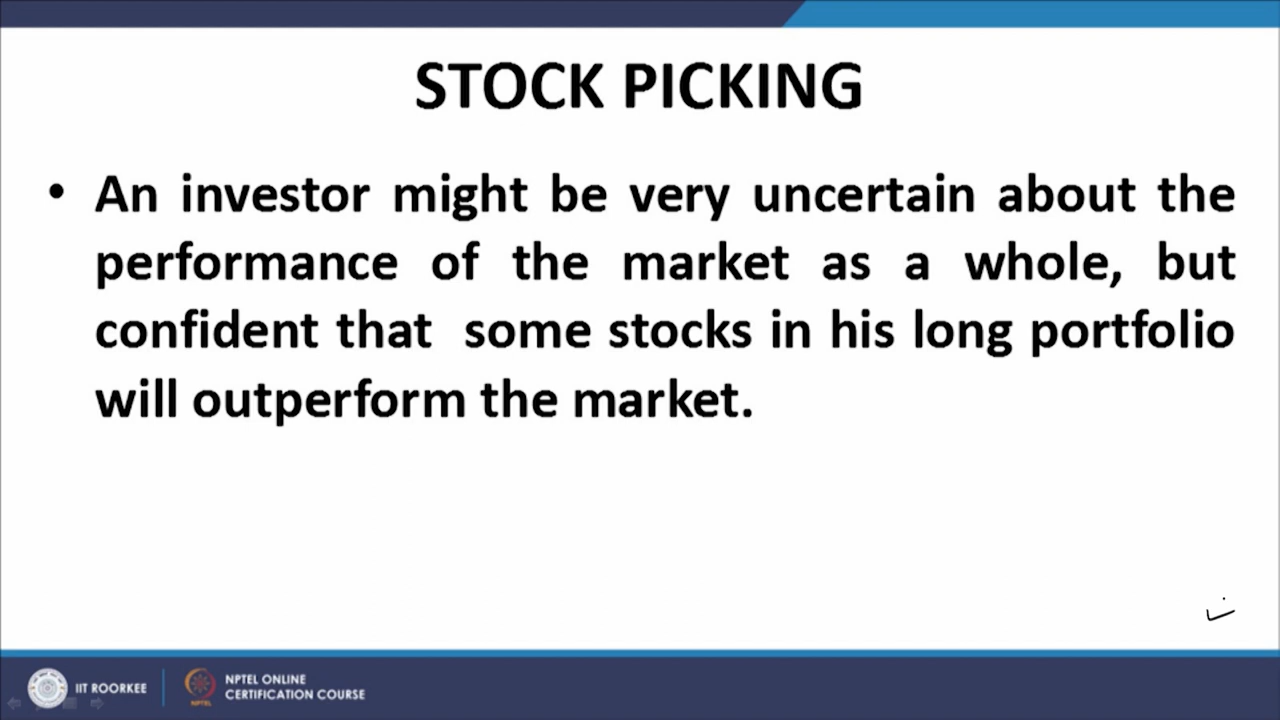 STOCK PICKING
• An investor might be very uncertain about the
performance of the market as a whole, but
confident that some stocks in his long portfolio
will outperform the market.
IIT ROORKEE
NPTEL
NPTEL ONLINE
CERTIFICATION COURSE